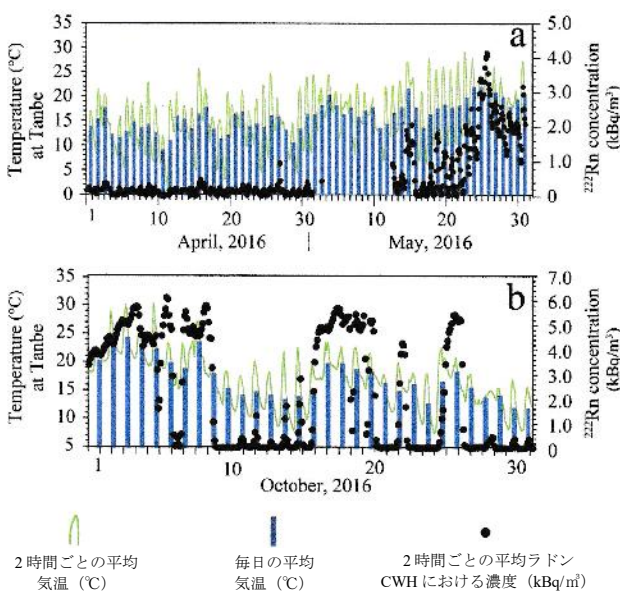 a
Temperature (°C)
at Tanbe
35
30
25
20
15
10
5
0
5.0
4.0
3.0
2.0
1.0
0
²²²Rn concentration
(kBq/m³)
1 10 20 30 10 20 30
April, 2016 May, 2016
b
Temperature (°C)
at Tanbe
35
30
25
20
15
10
5
7.0
6.0
5.0
4.0
3.0
2.0
1.0
0
²²²Rn concentration
(kBq/m³)
1 10 20 30
October, 2016
2時間ごとの平均 毎日の平均 2時間ごとの平均ラドン
気温（℃） 気温（℃） CWHにおける濃度（kBq/m³）